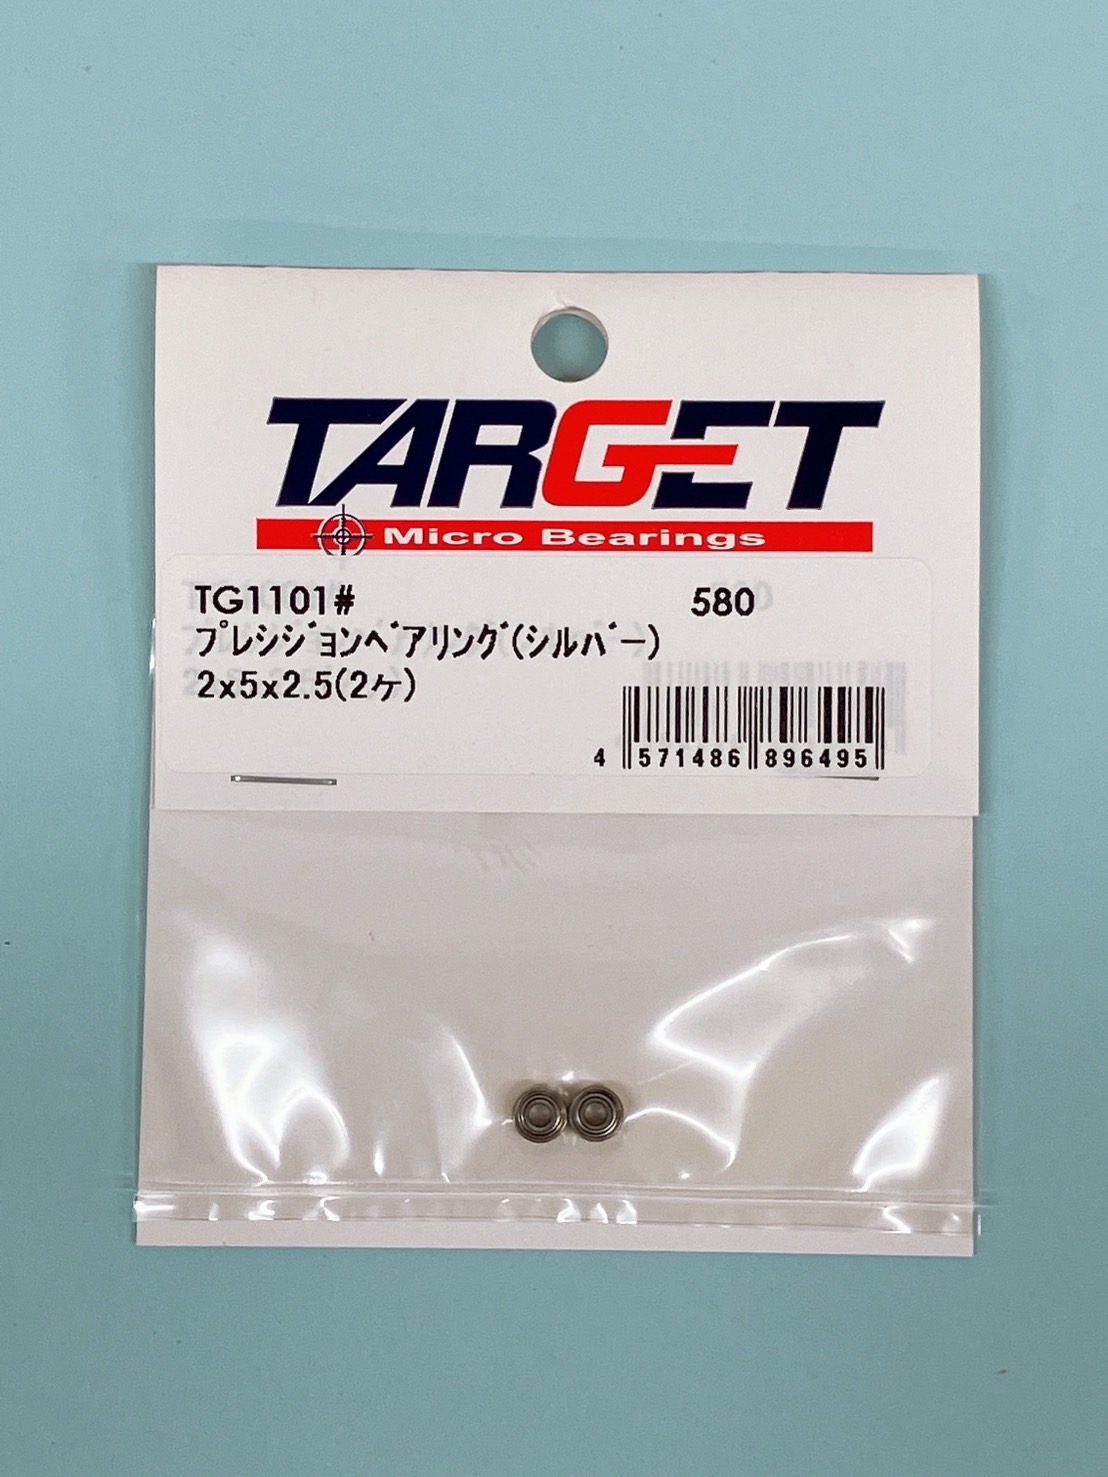 TARGET
Micro Bearings
TG1101# 580
ﾌﾟﾚｼｼﾞｮﾝﾍﾞｱﾘﾝｸﾞ(ｼﾙﾊﾞｰ)
2x5x2.5(2ヶ)
4 571486 896495